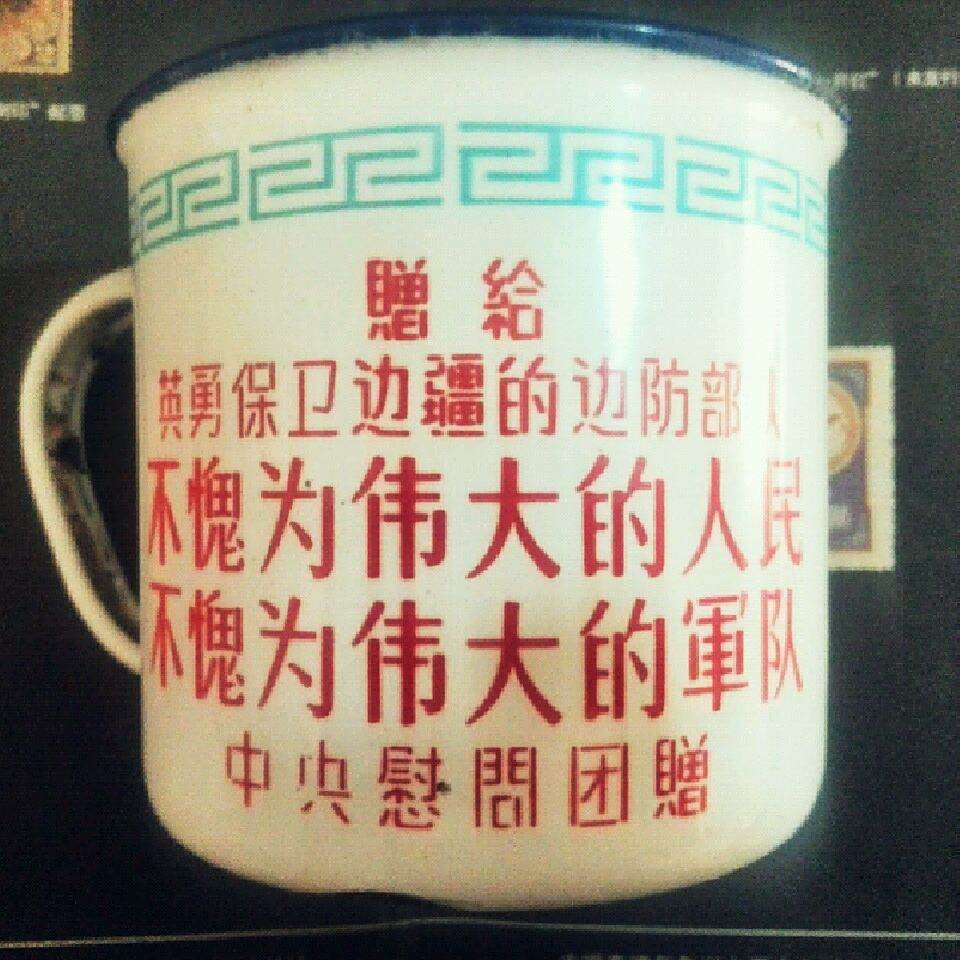 贈給
英勇保卫边疆的边防部
不愧为伟大的人民
不愧为伟大的軍队
中央慰問团贈